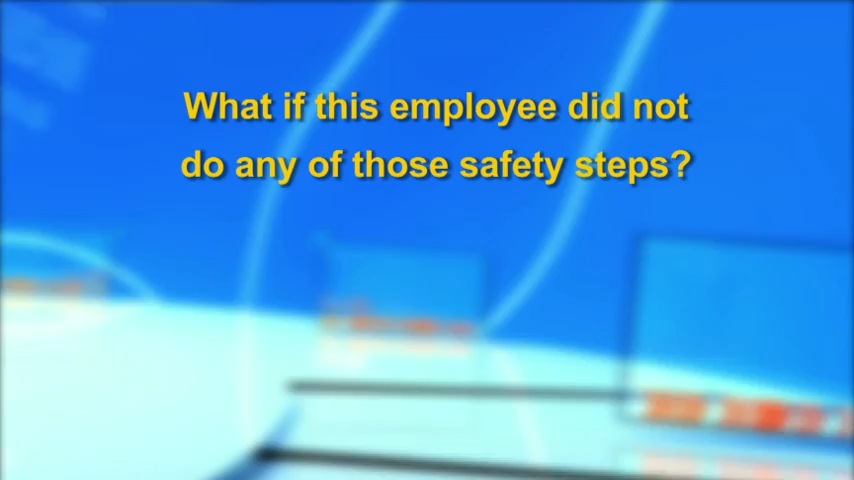 What if this employee did not
do any of those safety steps?